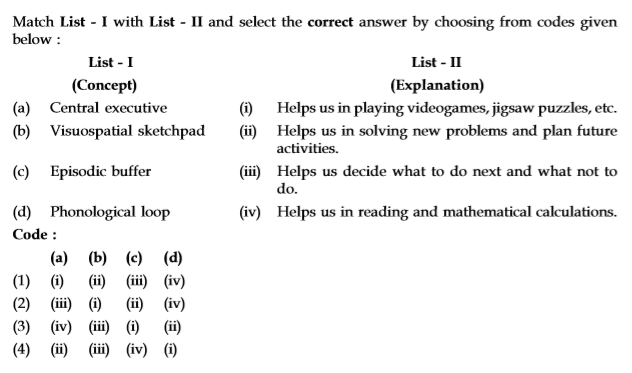 Match List - I with List - II and select the correct answer by choosing from codes given
below :
List - I List - II
(Concept) (Explanation)
(a) Central executive (i) Helps us in playing videogames, jigsaw puzzles, etc.
(b) Visuospatial sketchpad (ii) Helps us in solving new problems and plan future
activities.
(c) Episodic buffer (iii) Helps us decide what to do next and what not to
do.
(d) Phonological loop (iv) Helps us in reading and mathematical calculations.
Code :
(a) (b) (c) (d)
(1) (i) (ii) (iii) (iv)
(2) (iii) (i) (ii) (iv)
(3) (iv) (iii) (i) (ii)
(4) (ii) (iii) (iv) (i)